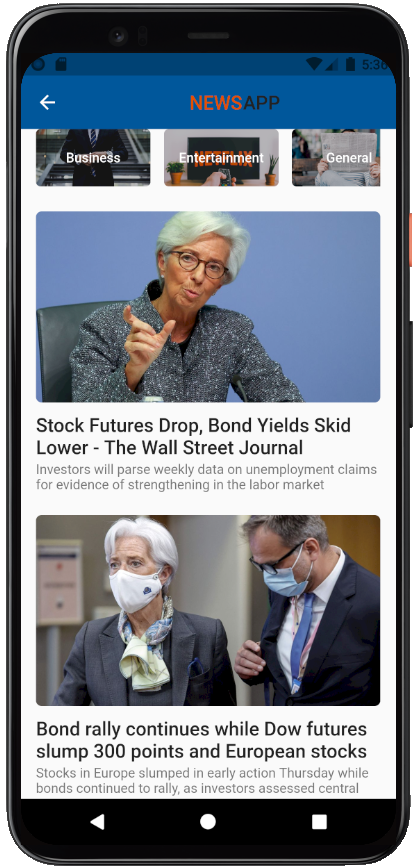 5:36
NEWSAPP
Business
Entertainment
General
NETFLIX
Stock Futures Drop, Bond Yields Skid
Lower - The Wall Street Journal
Investors will parse weekly data on unemployment claims
for evidence of strengthening in the labor market
Bond rally continues while Dow futures
slump 300 points and European stocks
Stocks in Europe slumped in early action Thursday while
bonds continued to rally, as investors assessed central